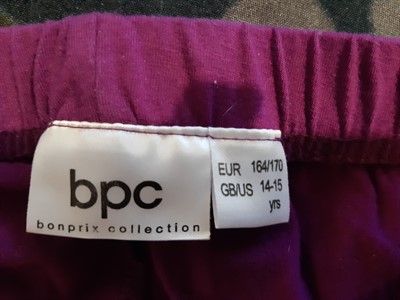 bpc
bonprix collection
EUR 164/170
GB/US 14-15
yrs